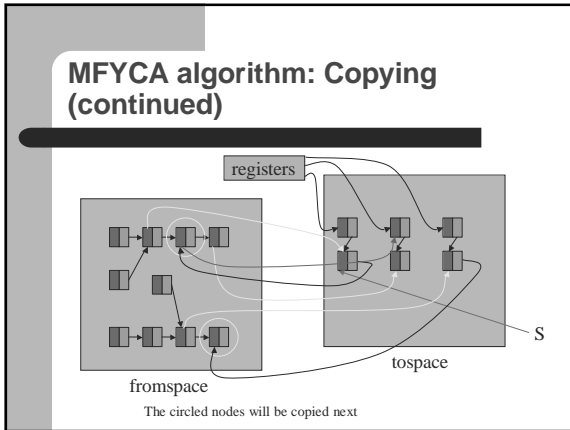 MFYCA algorithm: Copying
(continued)
registers
S
fromspace
tospace
The circled nodes will be copied next